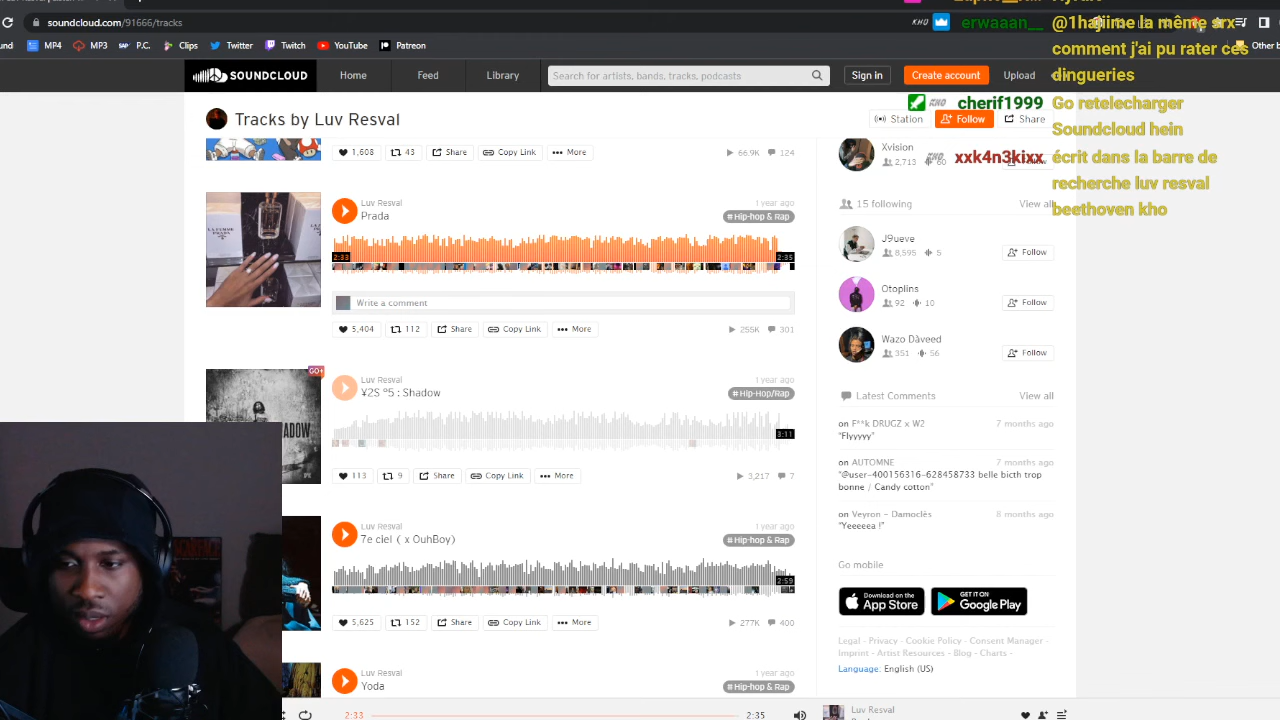 soundcloud.com/91666/tracks
KHO erwaaan__
@1hajiime la même srx
comment j'ai pu rater ces
dingueries
MP4 MP3 P.C. Clips Twitter Twitch YouTube Patreon
SOUNDCLOUD Home Feed Library Search for artists, bands, tracks, podcasts Sign in Create account Upload
KHO cherif1999 Go retelecharger
Soundcloud hein
Tracks by Luv Resval
Station Follow Share
KHO xxk4n3kixx écrit dans la barre de
recherche luv resval
beethoven kho
1,608 43 Share Copy Link More 66.9K 124
Xvision
2,713 60 Follow
Luv Resval 1 year ago
Prada # Hip-hop & Rap
2:33 2:35
Write a comment
5,404 112 Share Copy Link More 255K 301
GO+
Luv Resval 1 year ago
¥2S º5 : Shadow # Hip-Hop/Rap
3:11
113 9 Share Copy Link More 3,217 7
Luv Resval 1 year ago
7e ciel ( x OuhBoy) # Hip-hop & Rap
2:59
5,625 152 Share Copy Link More 277K 400
Luv Resval 1 year ago
Yoda # Hip-hop & Rap
15 following View all
J9ueve
8,595 5 Follow
Otoplins
92 10 Follow
Wazo Dàveed
351 56 Follow
Latest Comments View all
on F**k DRUGZ x W2 7 months ago
"Flyyyyy"
on AUTOMNE 7 months ago
"@user-400156316-628458733 belle bicth trop
bonne / Candy cotton"
on Veyron - Damoclès 8 months ago
"Yeeeeea !"
Go mobile
Download on the App Store GET IT ON Google Play
Legal - Privacy - Cookie Policy - Consent Manager -
Imprint - Artist Resources - Blog - Charts -
Language: English (US)
2:33 2:35 Luv Resval